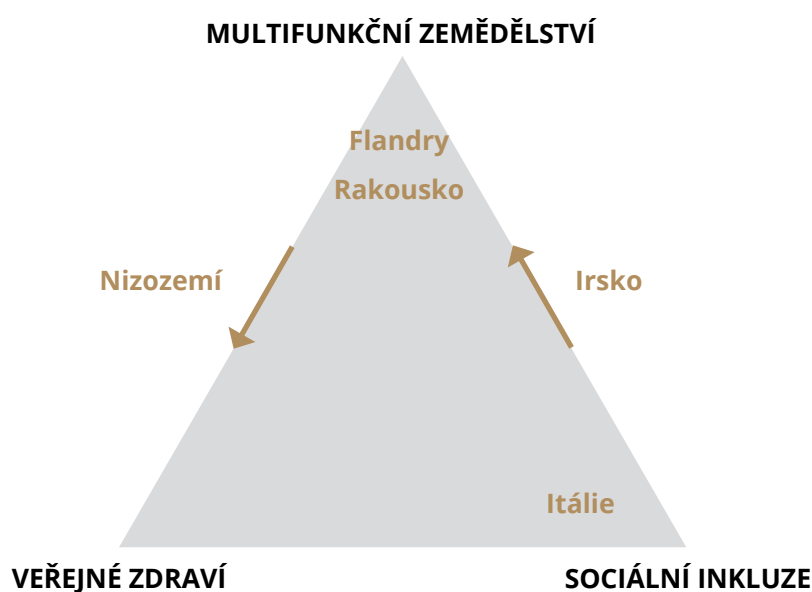 MULTIFUNKČNÍ ZEMĚDĚLSTVÍ
Flandry
Rakousko
Nizozemí
Irsko
Itálie
VEŘEJNÉ ZDRAVÍ
SOCIÁLNÍ INKLUZE